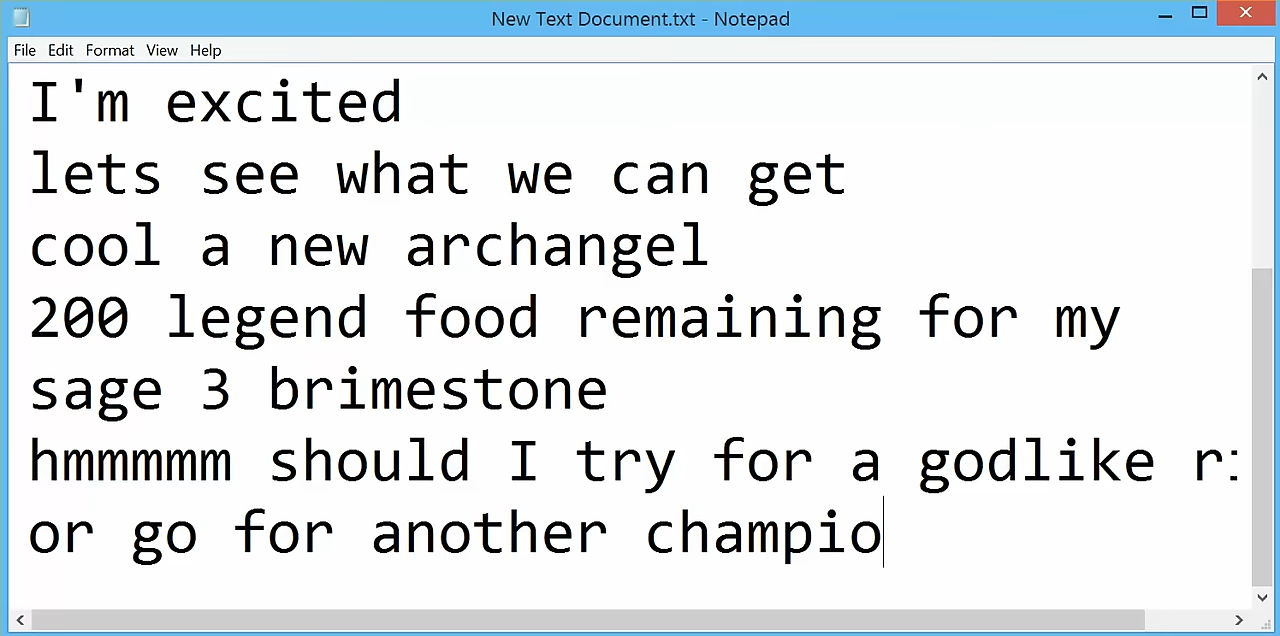 New Text Document.txt - Notepad
File Edit Format View Help
I'm excited
lets see what we can get
cool a new archangel
200 legend food remaining for my
sage 3 brimestone
hmmmmm should I try for a godlike
or go for another champio